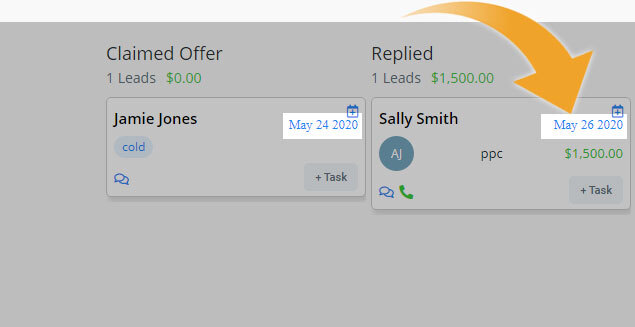 Claimed Offer
1 Leads $0.00
Jamie Jones
May 24 2020
cold
+ Task
Replied
1 Leads $1,500.00
Sally Smith
May 26 2020
AJ ppc $1,500.00
+ Task